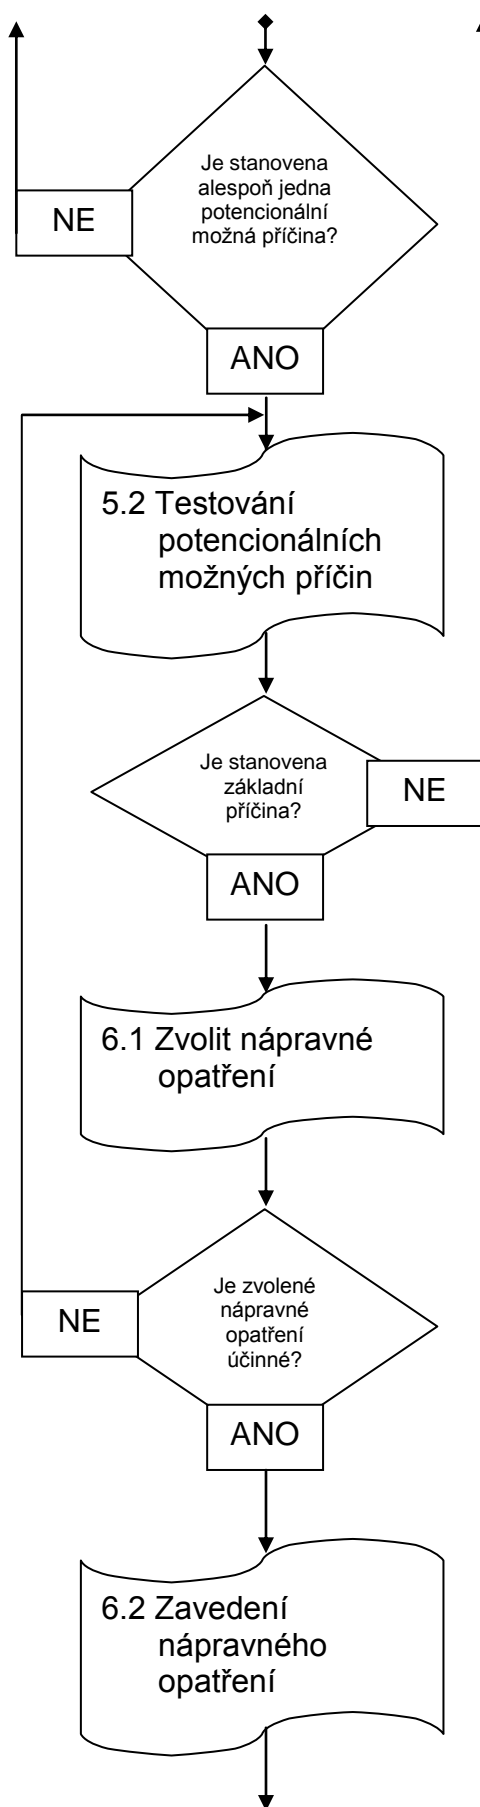 Je stanovena
alespoň jedna
potencionální
možná příčina?
NE
ANO
5.2 Testování
potencionálních
možných příčin
Je stanovena
základní
příčina?
NE
ANO
6.1 Zvolit nápravné
opatření
Je zvolené
nápravné
opatření
účinné?
NE
ANO
6.2 Zavedení
nápravného
opatření